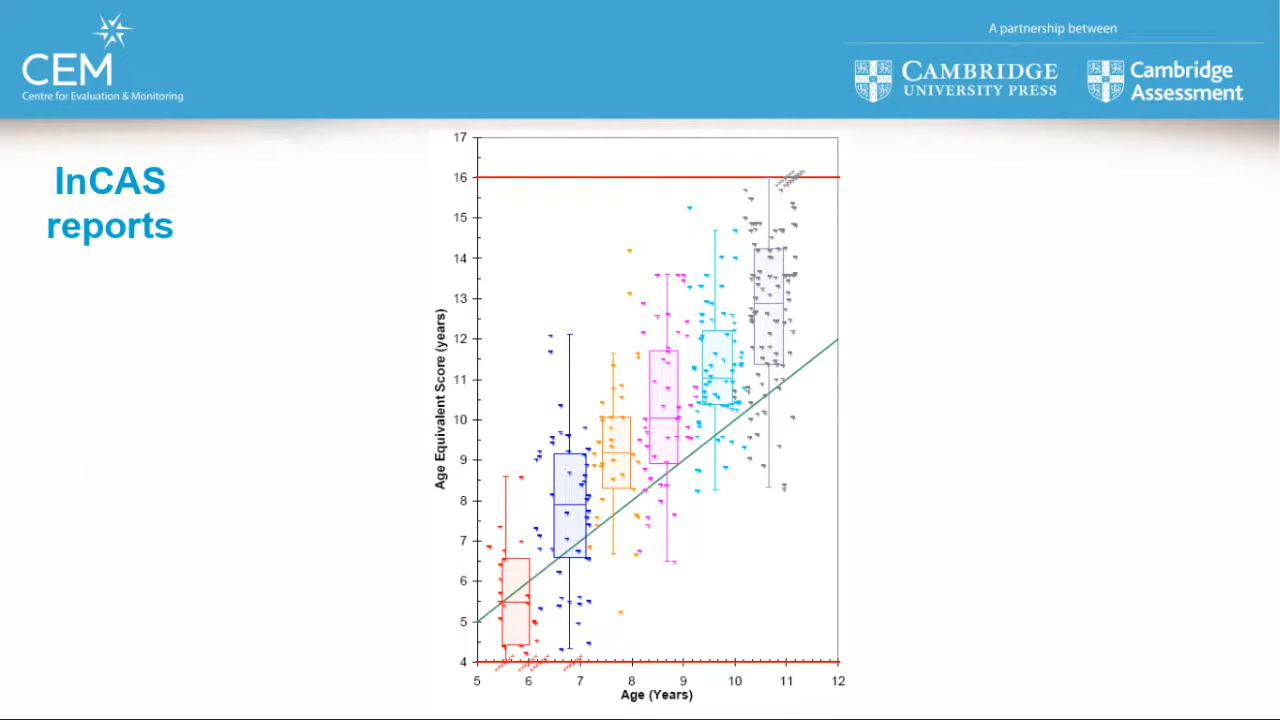 A partnership between
CEM
Centre for Evaluation & Monitoring
CAMBRIDGE
UNIVERSITY PRESS
Cambridge
Assessment
InCAS
reports
17
16
15
14
13
12
11
10
9
8
7
6
5
4
Age Equivalent Score (years)
5 6 7 8 9 10 11 12
Age (Years)